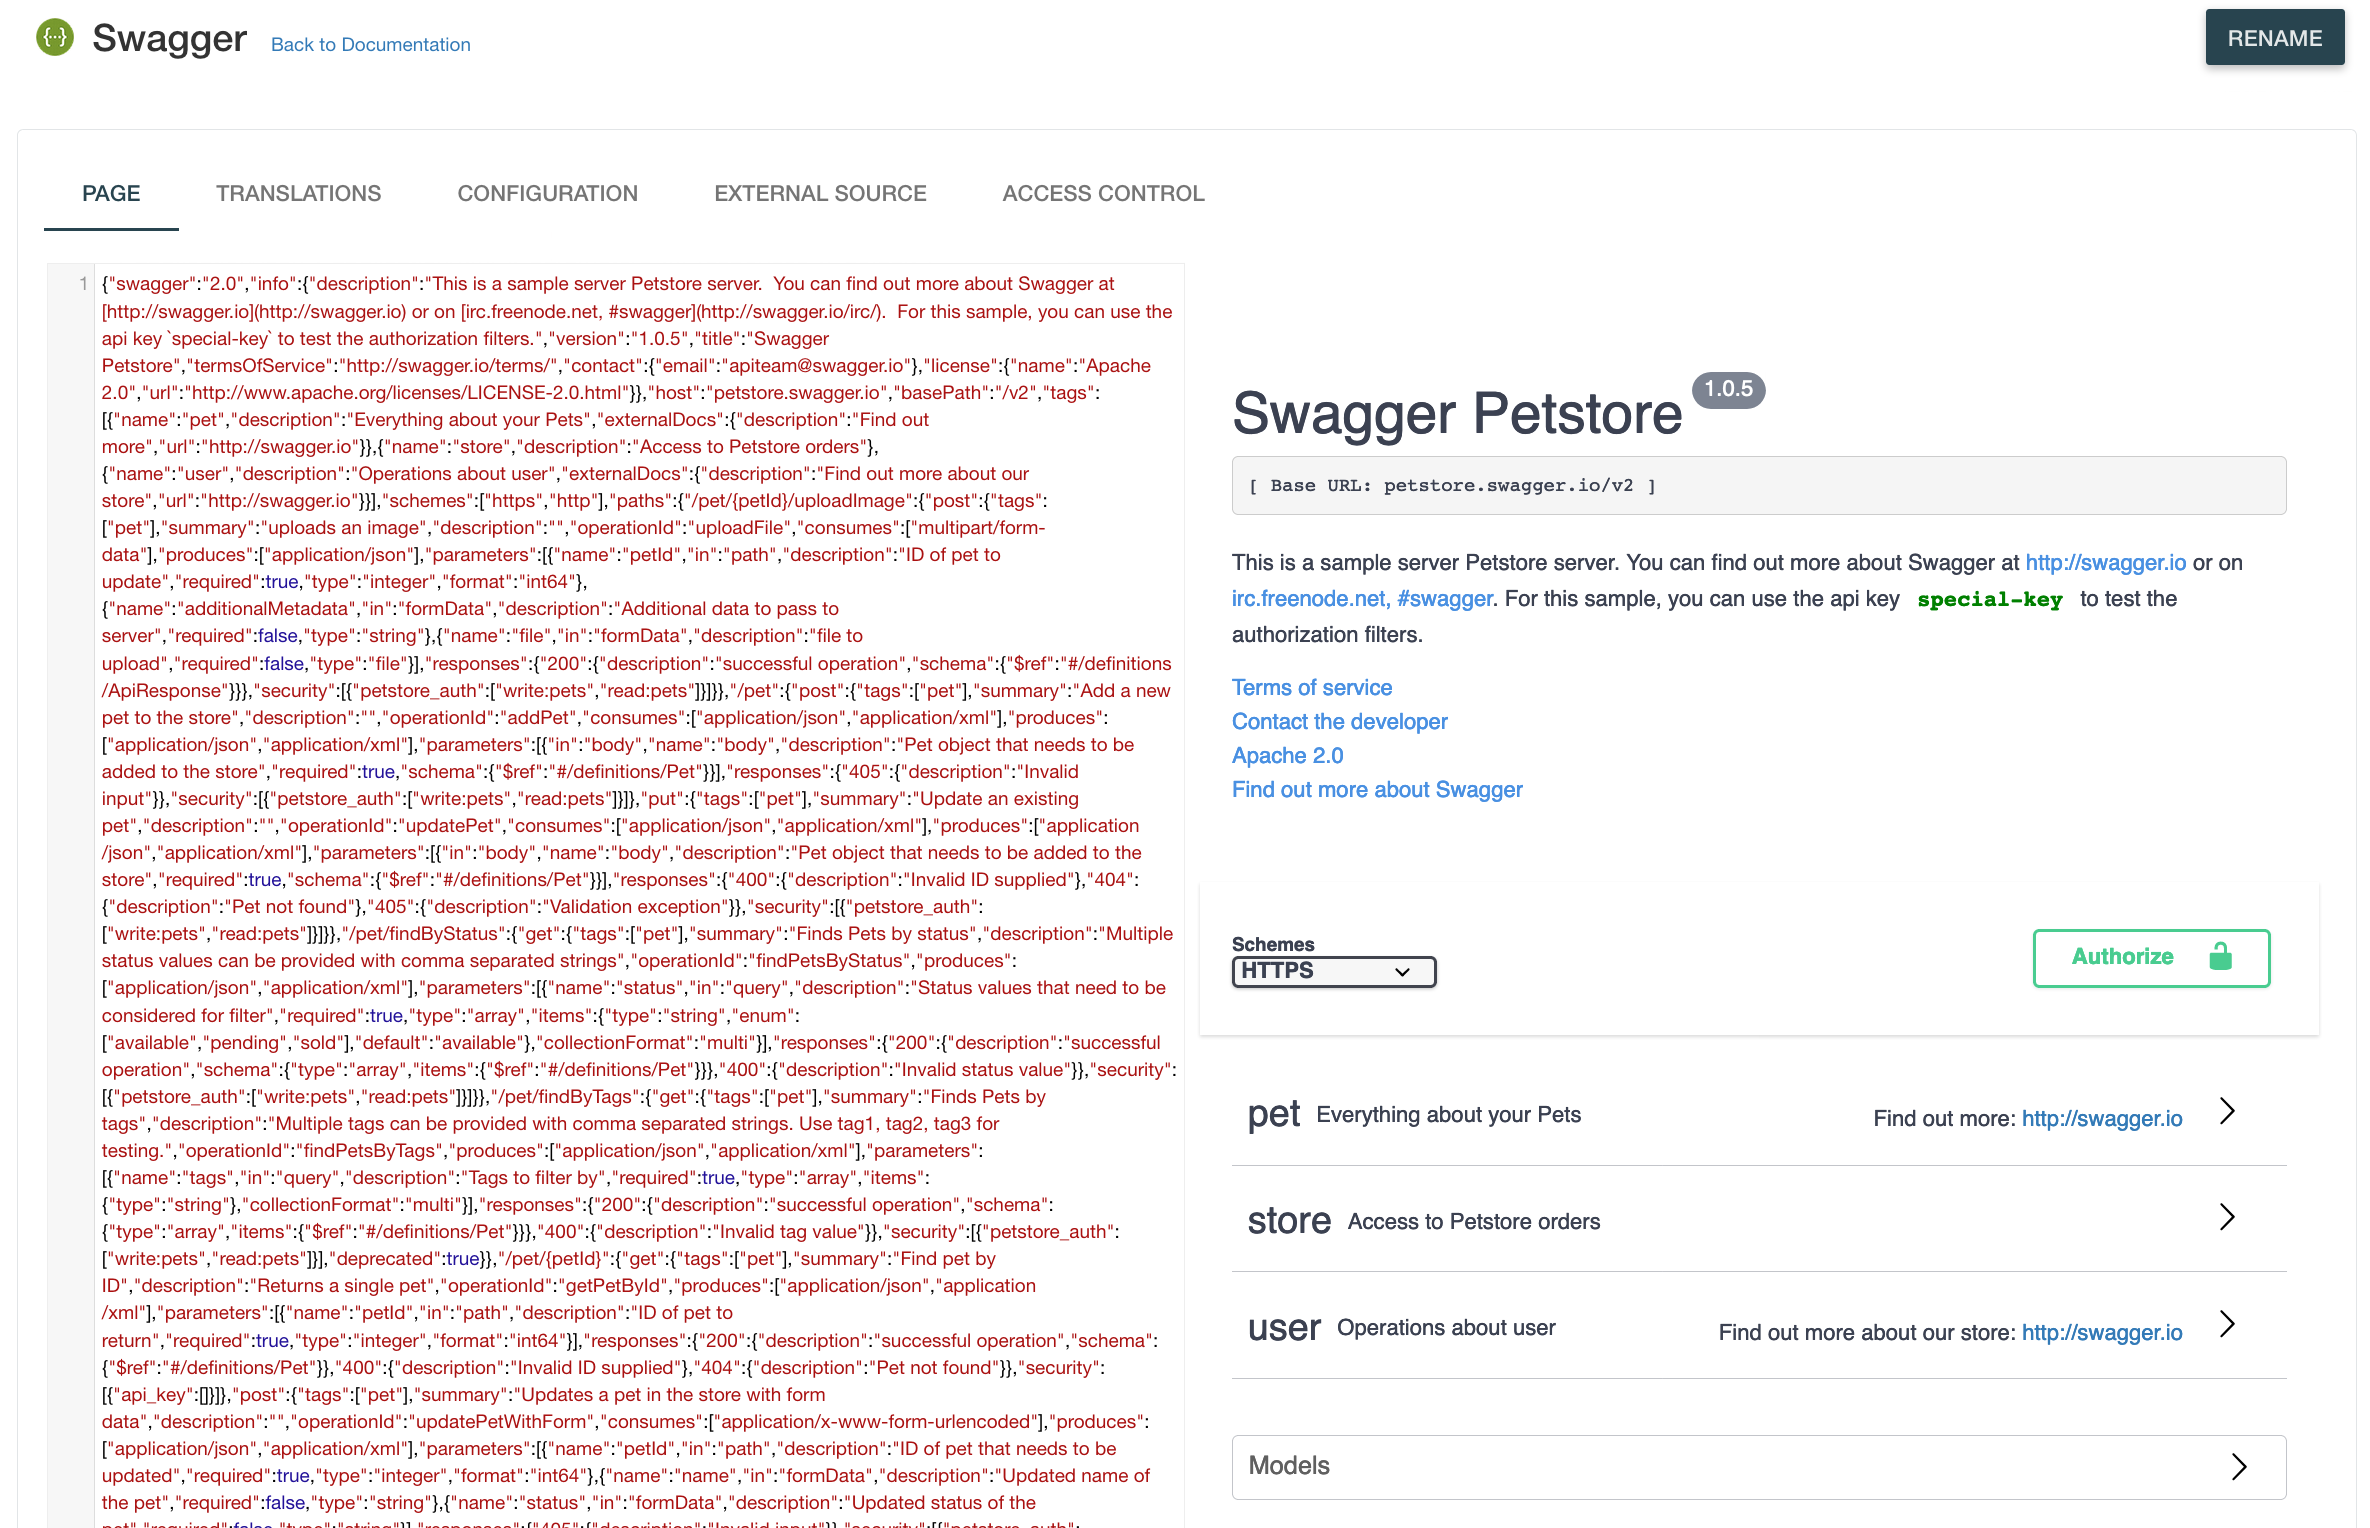 Swagger Back to Documentation
RENAME
PAGE TRANSLATIONS CONFIGURATION EXTERNAL SOURCE ACCESS CONTROL
1
{"swagger":"2.0","info":{"description":"This is a sample server Petstore server.  You can find out more about Swagger at
[http://swagger.io](http://swagger.io) or on [irc.freenode.net, #swagger](http://swagger.io/irc/).  For this sample, you can use the
api key `special-key` to test the authorization filters.","version":"1.0.5","title":"Swagger
Petstore","termsOfService":"http://swagger.io/terms/","contact":{"email":"apiteam@swagger.io"},"license":{"name":"Apache
2.0","url":"http://www.apache.org/licenses/LICENSE-2.0.html"}},"host":"petstore.swagger.io","basePath":"/v2","tags":
[{"name":"pet","description":"Everything about your Pets","externalDocs":{"description":"Find out
more","url":"http://swagger.io"}},{"name":"store","description":"Access to Petstore orders"},
{"name":"user","description":"Operations about user","externalDocs":{"description":"Find out more about our
store","url":"http://swagger.io"}}],"schemes":["https","http"],"paths":{"/pet/{petId}/uploadImage":{"post":{"tags":
["pet"],"summary":"uploads an image","description":"","operationId":"uploadFile","consumes":["multipart/form-
data"],"produces":["application/json"],"parameters":[{"name":"petId","in":"path","description":"ID of pet to
update","required":true,"type":"integer","format":"int64"},
{"name":"additionalMetadata","in":"formData","description":"Additional data to pass to
server","required":false,"type":"string"},{"name":"file","in":"formData","description":"file to
upload","required":false,"type":"file"}],"responses":{"200":{"description":"successful operation","schema":{"$ref":"#/definitions
/ApiResponse"}}},"security":[{"petstore_auth":["write:pets","read:pets"]}]}},"/pet":{"post":{"tags":["pet"],"summary":"Add a new
pet to the store","description":"","operationId":"addPet","consumes":["application/json","application/xml"],"produces":
["application/json","application/xml"],"parameters":[{"in":"body","name":"body","description":"Pet object that needs to be
added to the store","required":true,"schema":{"$ref":"#/definitions/Pet"}}],"responses":{"405":{"description":"Invalid
input"}},"security":[{"petstore_auth":["write:pets","read:pets"]}]},"put":{"tags":["pet"],"summary":"Update an existing
pet","description":"","operationId":"updatePet","consumes":["application/json","application/xml"],"produces":["application
/json","application/xml"],"parameters":[{"in":"body","name":"body","description":"Pet object that needs to be added to the
store","required":true,"schema":{"$ref":"#/definitions/Pet"}}],"responses":{"400":{"description":"Invalid ID supplied"},"404":
{"description":"Pet not found"},"405":{"description":"Validation exception"}},"security":[{"petstore_auth":
["write:pets","read:pets"]}]}},"/pet/findByStatus":{"get":{"tags":["pet"],"summary":"Finds Pets by status","description":"Multiple
status values can be provided with comma separated strings","operationId":"findPetsByStatus","produces":
["application/json","application/xml"],"parameters":[{"name":"status","in":"query","description":"Status values that need to be
considered for filter","required":true,"type":"array","items":{"type":"string","enum":
["available","pending","sold"],"default":"available"},"collectionFormat":"multi"}],"responses":{"200":{"description":"successful
operation","schema":{"type":"array","items":{"$ref":"#/definitions/Pet"}}},"400":{"description":"Invalid status value"}},"security":
[{"petstore_auth":["write:pets","read:pets"]}]}},"/pet/findByTags":{"get":{"tags":["pet"],"summary":"Finds Pets by
tags","description":"Multiple tags can be provided with comma separated strings. Use tag1, tag2, tag3 for
testing.","operationId":"findPetsByTags","produces":["application/json","application/xml"],"parameters":
[{"name":"tags","in":"query","description":"Tags to filter by","required":true,"type":"array","items":
{"type":"string"},"collectionFormat":"multi"}],"responses":{"200":{"description":"successful operation","schema":
{"type":"array","items":{"$ref":"#/definitions/Pet"}}},"400":{"description":"Invalid tag value"}},"security":[{"petstore_auth":
["write:pets","read:pets"]}],"deprecated":true}},"/pet/{petId}":{"get":{"tags":["pet"],"summary":"Find pet by
ID","description":"Returns a single pet","operationId":"getPetById","produces":["application/json","application
/xml"],"parameters":[{"name":"petId","in":"path","description":"ID of pet to
return","required":true,"type":"integer","format":"int64"}],"responses":{"200":{"description":"successful operation","schema":
{"$ref":"#/definitions/Pet"}},"400":{"description":"Invalid ID supplied"},"404":{"description":"Pet not found"}},"security":
[{"api_key":[]}]},"post":{"tags":["pet"],"summary":"Updates a pet in the store with form
data","description":"","operationId":"updatePetWithForm","consumes":["application/x-www-form-urlencoded"],"produces":
["application/json","application/xml"],"parameters":[{"name":"petId","in":"path","description":"ID of pet that needs to be
updated","required":true,"type":"integer","format":"int64"},{"name":"name","in":"formData","description":"Updated name of
the pet","required":false,"type":"string"},{"name":"status","in":"formData","description":"Updated status of the
pet","required":false,"type":"string"}],"responses":{"405":{"description":"Invalid input"}},"security":[{"petstore_auth":
Swagger Petstore 1.0.5
[ Base URL: petstore.swagger.io/v2 ]
This is a sample server Petstore server. You can find out more about Swagger at http://swagger.io or on
irc.freenode.net, #swagger. For this sample, you can use the api key special-key to test the
authorization filters.
Terms of service
Contact the developer
Apache 2.0
Find out more about Swagger
Schemes
HTTPS
Authorize
pet Everything about your Pets Find out more: http://swagger.io
store Access to Petstore orders
user Operations about user Find out more about our store: http://swagger.io
Models